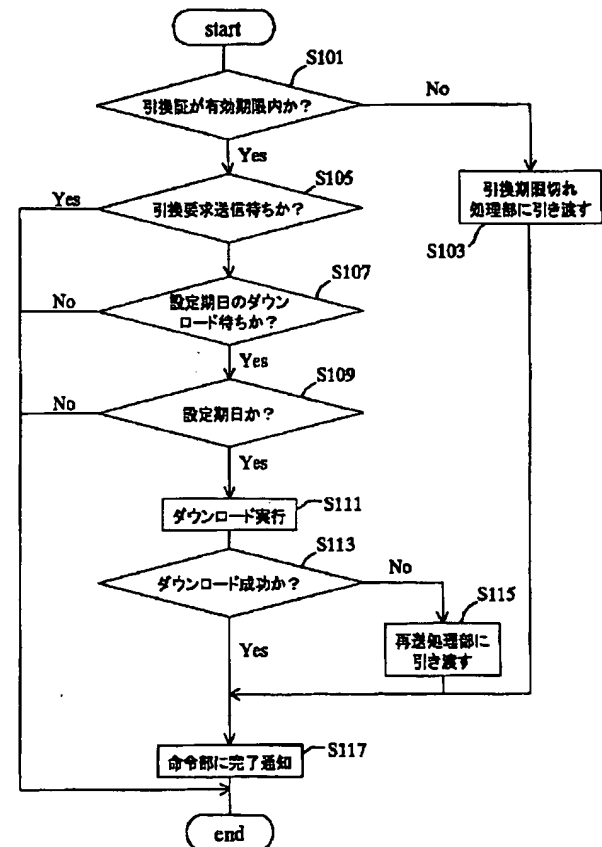 start
S101
引換証が有効期限内か?
No
Yes
S105
Yes
引換要求送信待ちか?
引換期限切れ
処理部に引き渡す
S103
S107
No
設定期日のダウン
ロード待ちか?
Yes
S109
No
設定期日か?
Yes
S111
ダウンロード実行
S113
ダウンロード成功か?
No
S115
Yes
再送処理部に
引き渡す
S117
命令部に完了通知
end